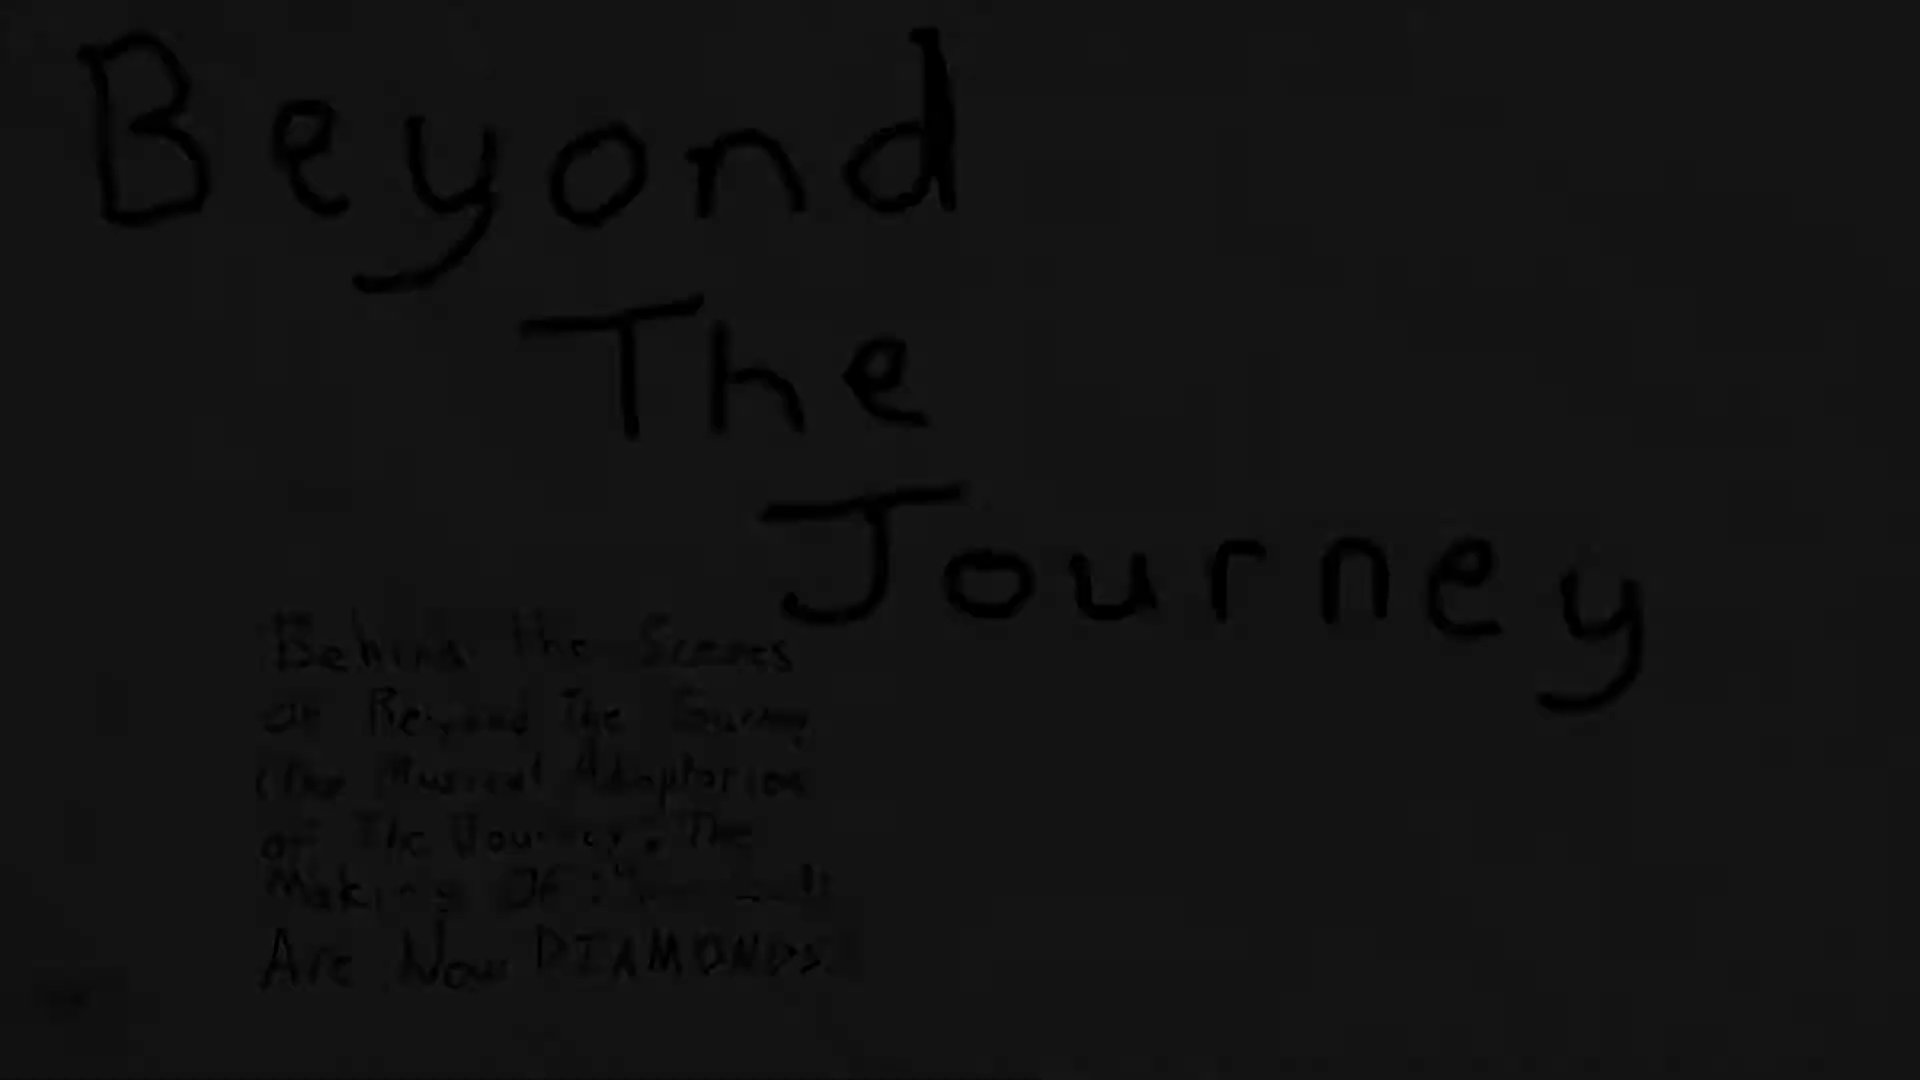 Beyond
The
Journey
Behind the Scenes
of Beyond The
(The Musical Adaptation
of The Journey. The
Making Of
Are Now DIAMONDS